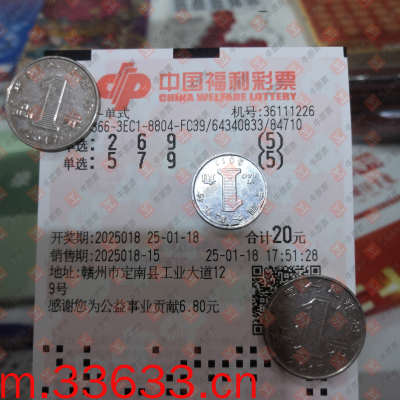 中国福利彩票
CHINA WELFARE LOTTERY
-单式 机号:36111226
366-3EC1-8804-FC39/64340833/84710
单选: 2 6 9 (5)
单选: 5 7 9 (5)
开奖期:2025018 25-01-18 合计20元
销售期:2025018-15 25-01-18 17:51:28
地址:赣州市定南县工业大道12
9号
感谢您为公益事业贡献6.80元
m.33633.cn